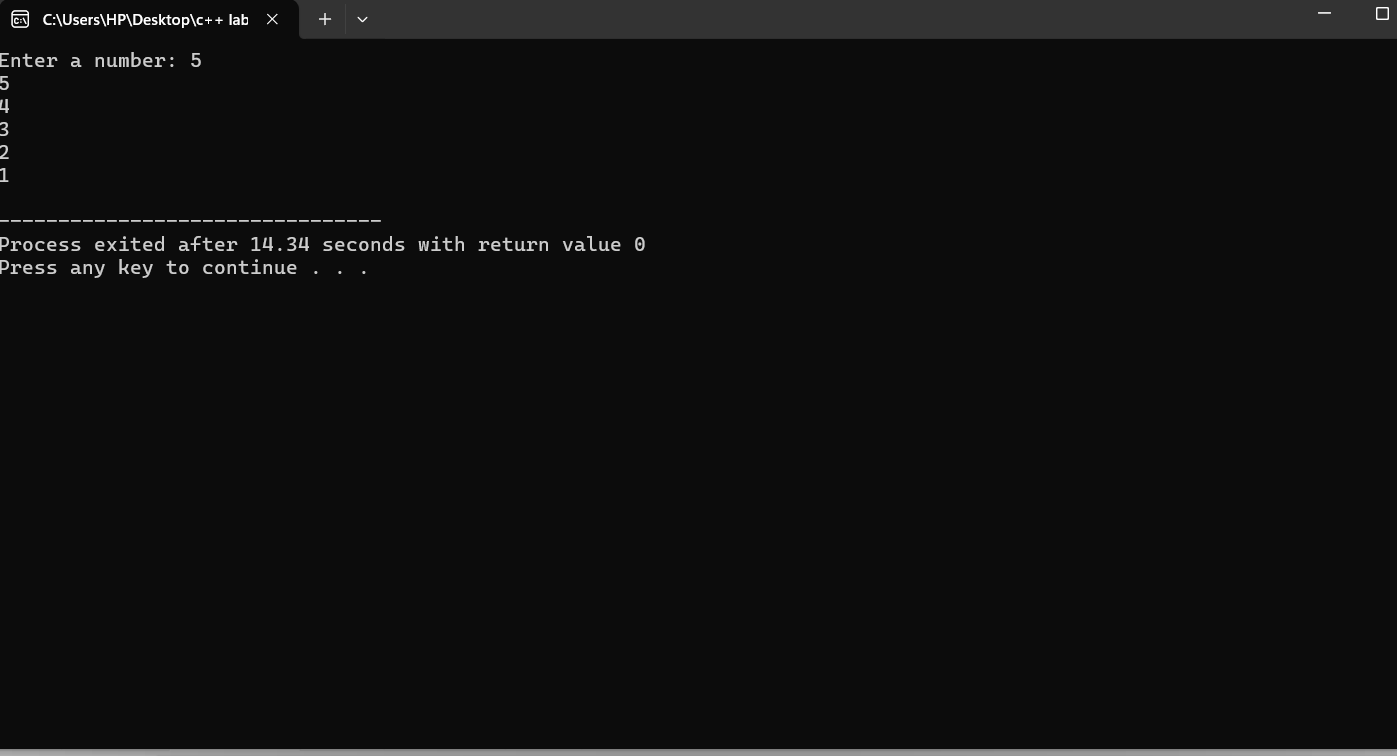 C:\Users\HP\Desktop\c++ lab
Enter a number: 5
5
4
3
2
1
--------------------------------
Process exited after 14.34 seconds with return value 0
Press any key to continue . . .